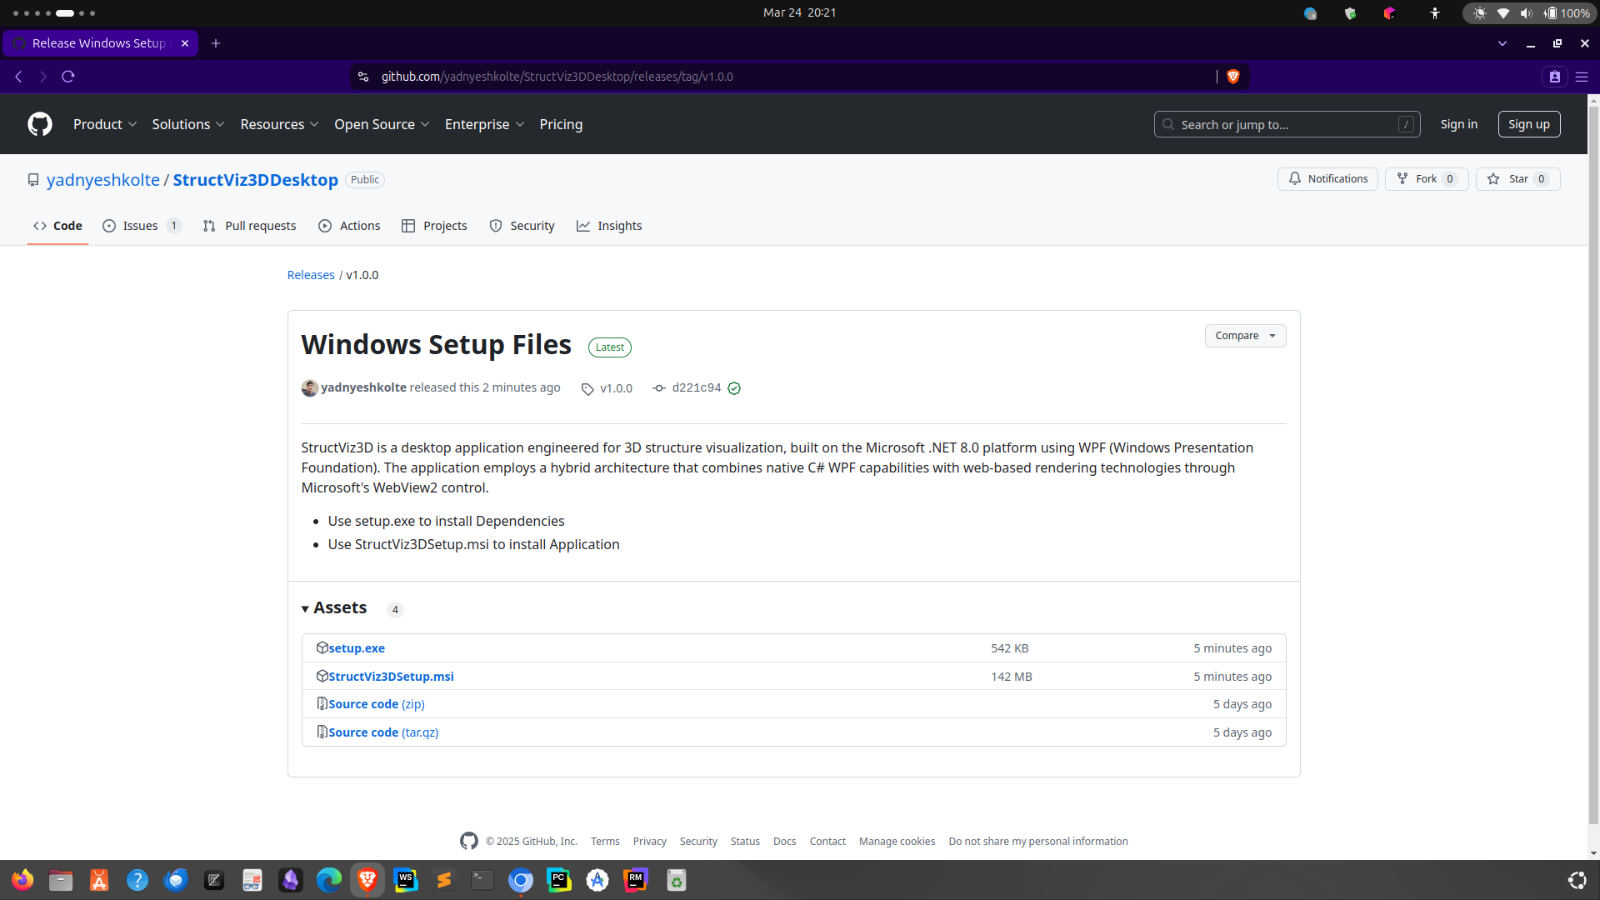 Mar 24 20:21
100%
Release Windows Setup
github.com/yadnyeshkolte/StructViz3DDesktop/releases/tag/v1.0.0
Product
Solutions
Resources
Open Source
Enterprise
Pricing
Search or jump to...
/
Sign in
Sign up
yadnyeshkolte / StructViz3DDesktop
Public
Notifications
Fork 0
Star 0
Code
Issues 1
Pull requests
Actions
Projects
Security
Insights
Releases / v1.0.0
Windows Setup Files
Latest
Compare
yadnyeshkolte released this 2 minutes ago
v1.0.0
d221c94
StructViz3D is a desktop application engineered for 3D structure visualization, built on the Microsoft .NET 8.0 platform using WPF (Windows Presentation
Foundation). The application employs a hybrid architecture that combines native C# WPF capabilities with web-based rendering technologies through
Microsoft's WebView2 control.
Use setup.exe to install Dependencies
Use StructViz3DSetup.msi to install Application
Assets 4
setup.exe 542 KB 5 minutes ago
StructViz3DSetup.msi 142 MB 5 minutes ago
Source code (zip) 5 days ago
Source code (tar.gz) 5 days ago
© 2025 GitHub, Inc.
Terms
Privacy
Security
Status
Docs
Contact
Manage cookies
Do not share my personal information
WS
PC
RM